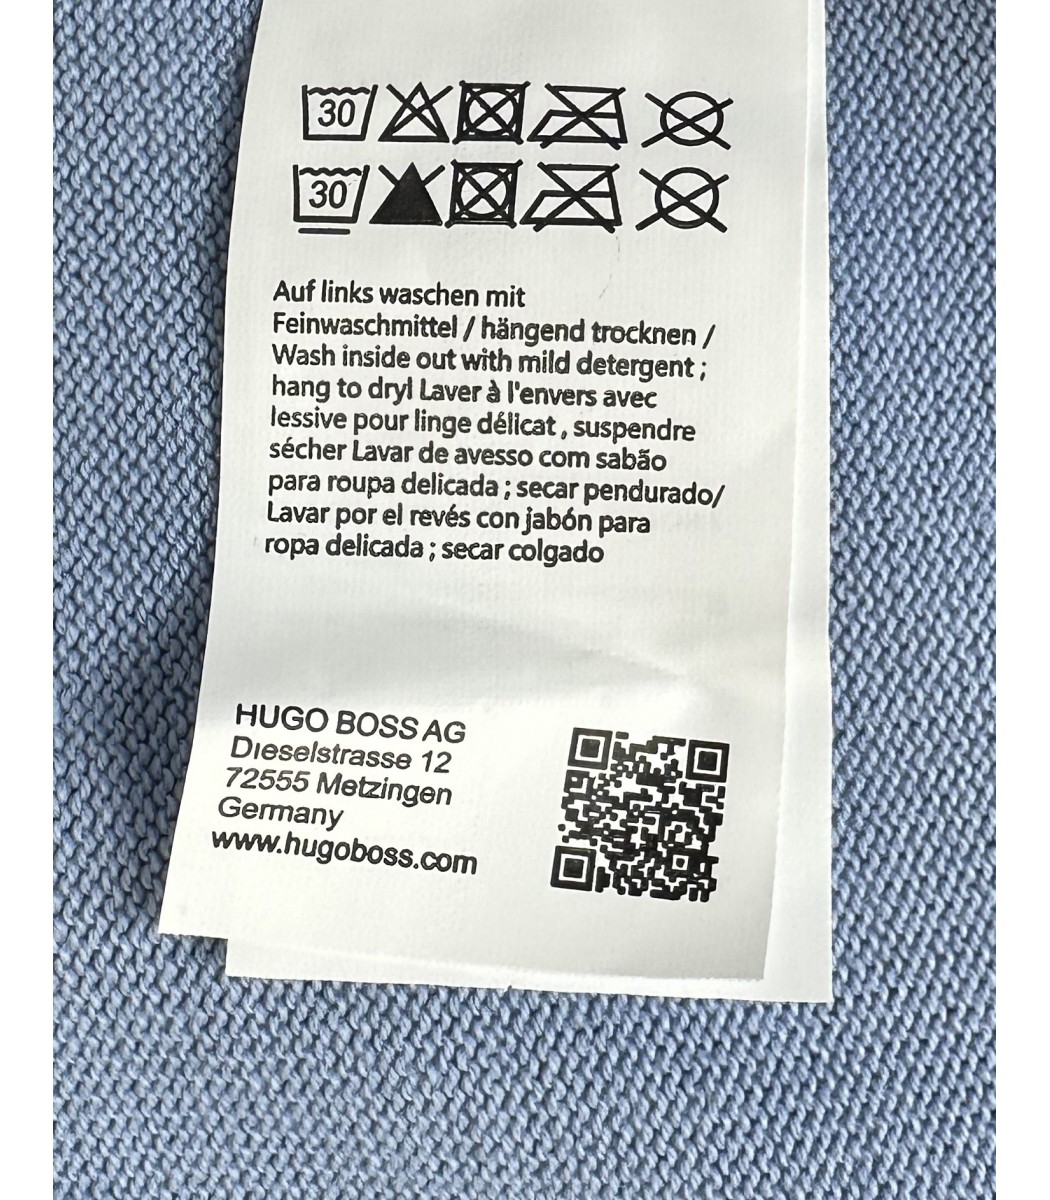 30
30
Auf links waschen mit
Feinwaschmittel / hängend trocknen /
Wash inside out with mild detergent ;
hang to dryl Laver à l'envers avec
lessive pour linge délicat , suspendre
sécher Lavar de avesso com sabão
para roupa delicada ; secar pendurado/
Lavar por el revés con jabón para
ropa delicada ; secar colgado
HUGO BOSS AG
Dıeselstrasse 12
72555 Metzingen
Germany
www.hugoboss.com